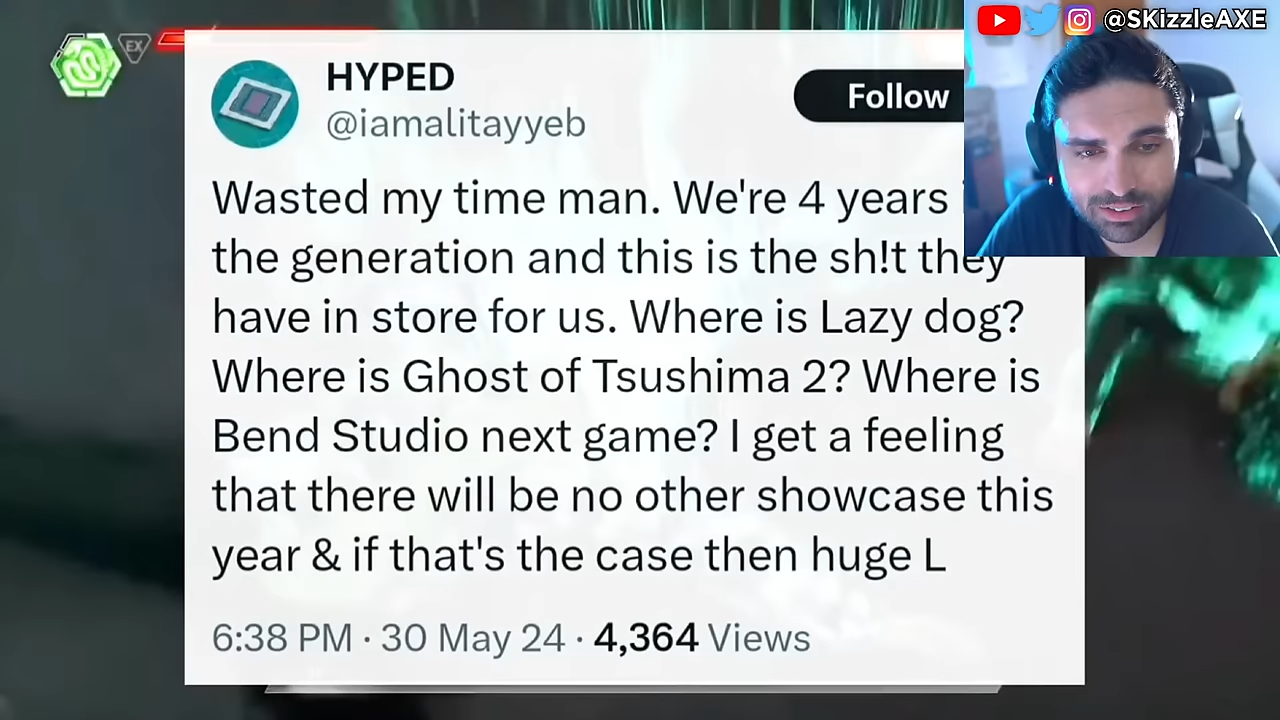 @SKizzleAXE
EX
HYPED
@iamalitayyeb
Follow
Wasted my time man. We're 4 years
the generation and this is the sh!t they
have in store for us. Where is Lazy dog?
Where is Ghost of Tsushima 2? Where is
Bend Studio next game? I get a feeling
that there will be no other showcase this
year & if that's the case then huge L
6:38 PM · 30 May 24 · 4,364 Views